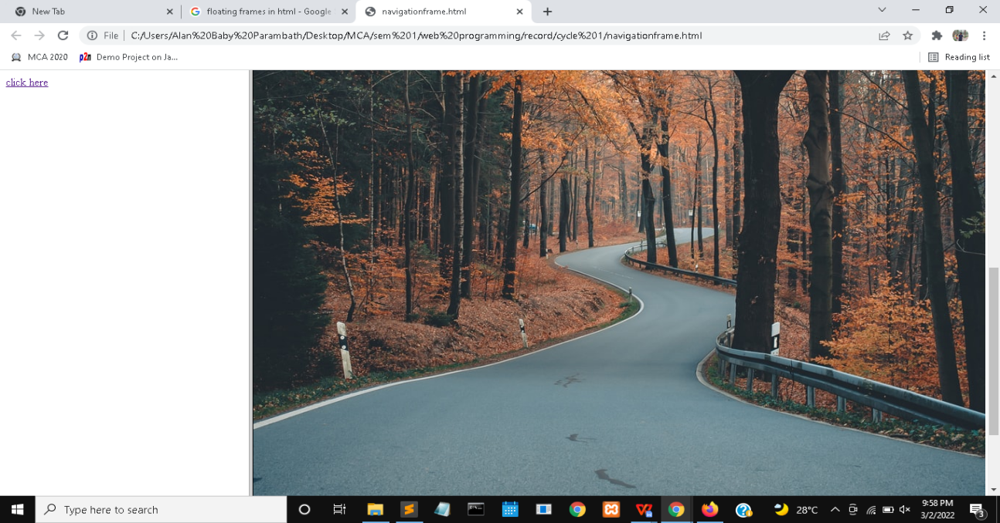 New Tab
floating frames in html - Google
navigationframe.html
File
C:/Users/Alan%20Baby%20Parambath/Desktop/MCA/sem%201/web%20programming/record/cycle%201/navigationframe.html
MCA 2020
p2n
Demo Project on Ja...
Reading list
click here
Type here to search
28°C
9:58 PM
3/2/2022
3